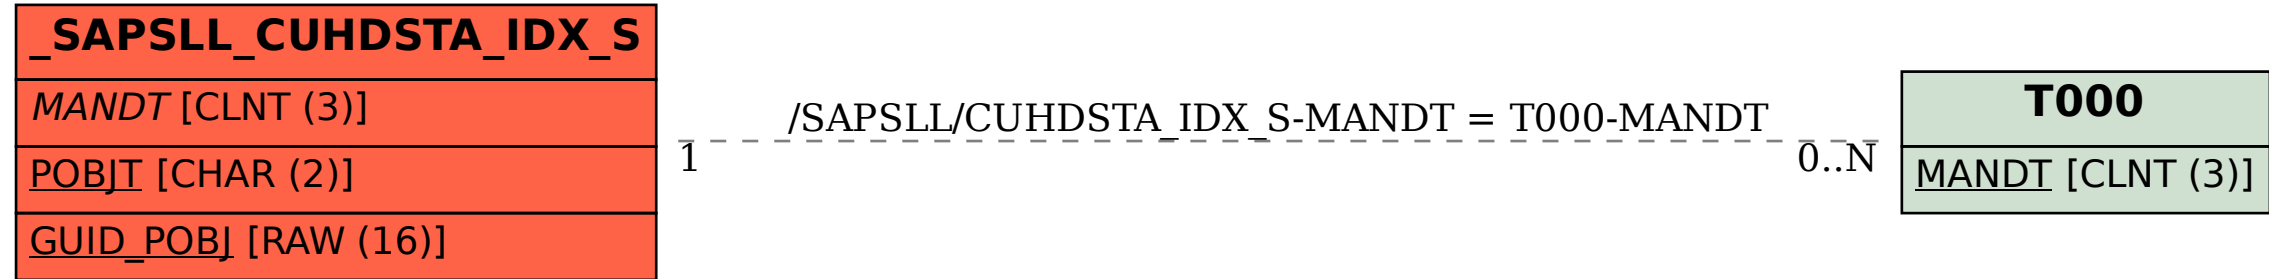 _SAPSLL_CUHDSTA_IDX_S
MANDT [CLNT (3)]
POBJT [CHAR (2)]
GUID_POBJ [RAW (16)]
/SAPSLL/CUHDSTA_IDX_S-MANDT = T000-MANDT
1
0..N
T000
MANDT [CLNT (3)]